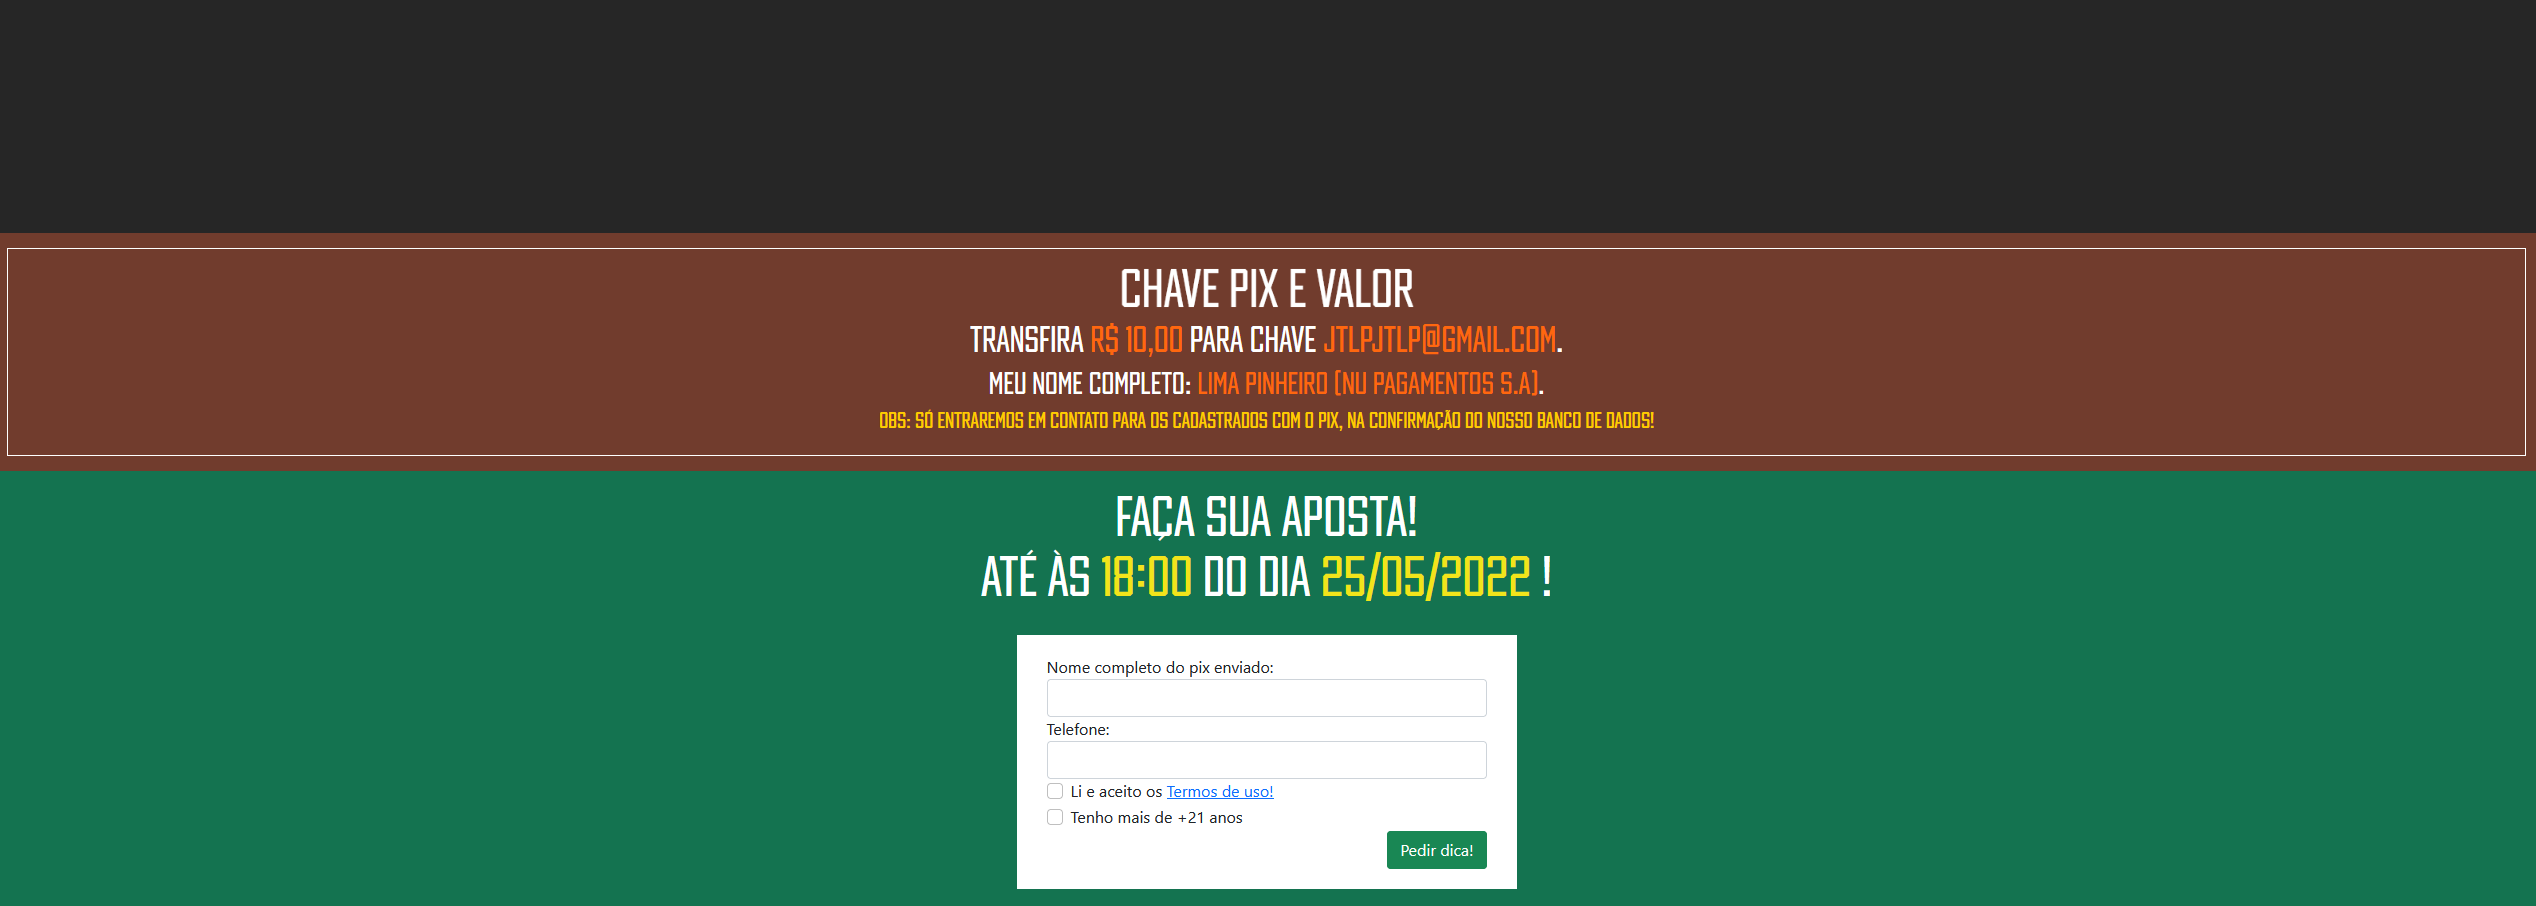 CHAVE PIX E VALOR
TRANSFIRA R$ 10,00 PARA CHAVE JTLPJTLP@GMAIL.COM.
MEU NOME COMPLETO: LIMA PINHEIRO (NU PAGAMENTOS S.A).
OBS: SÓ ENTRAREMOS EM CONTATO PARA OS CADASTRADOS COM O PIX, NA CONFIRMAÇÃO DO NOSSO BANCO DE DADOS!
FAÇA SUA APOSTA!
ATÉ ÀS 18:00 DO DIA 25/05/2022 !
Nome completo do pix enviado:
Telefone:
Li e aceito os Termos de uso!
Tenho mais de +21 anos
Pedir dica!